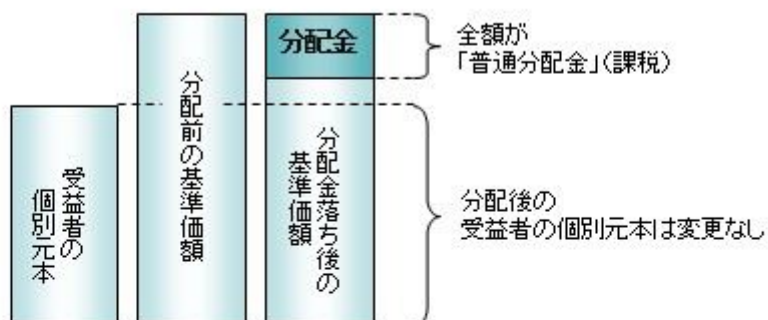 受益者の
個別元本
分配前の基準価額
分配金
分配金落ち後の
基準価額
全額が
「普通分配金」(課税)
分配後の
受益者の個別元本は変更なし